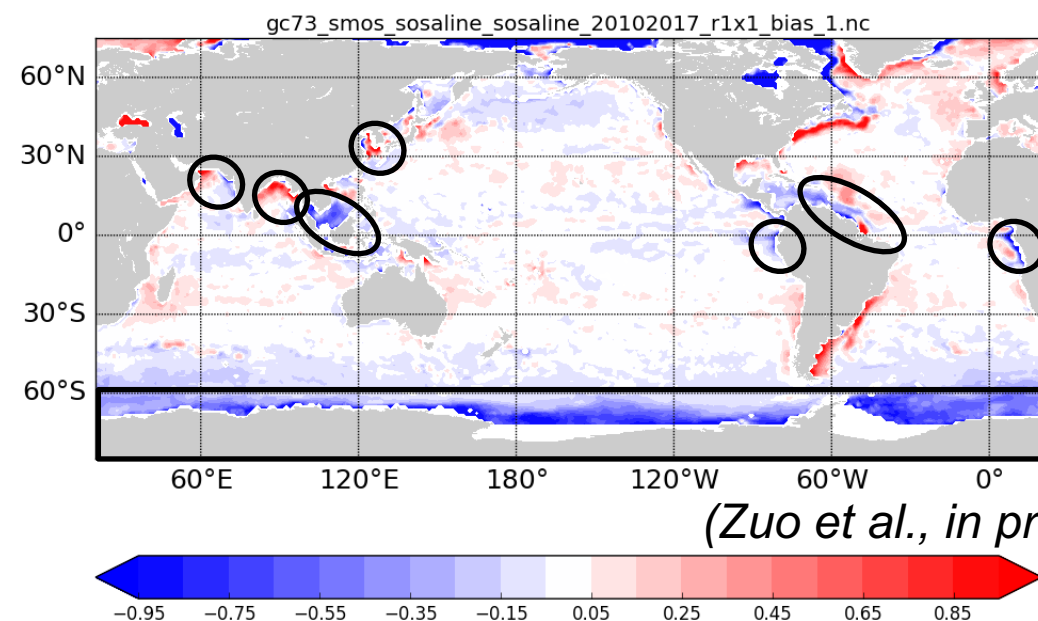 gc73_smos_sosaline_sosaline_20102017_r1x1_bias_1.nc
60°N
30°N
0°
30°S
60°S
60°E 120°E 180° 120°W 60°W 0°
(Zuo et al., in pr
−0.95 −0.75 −0.55 −0.35 −0.15 0.05 0.25 0.45 0.65 0.85